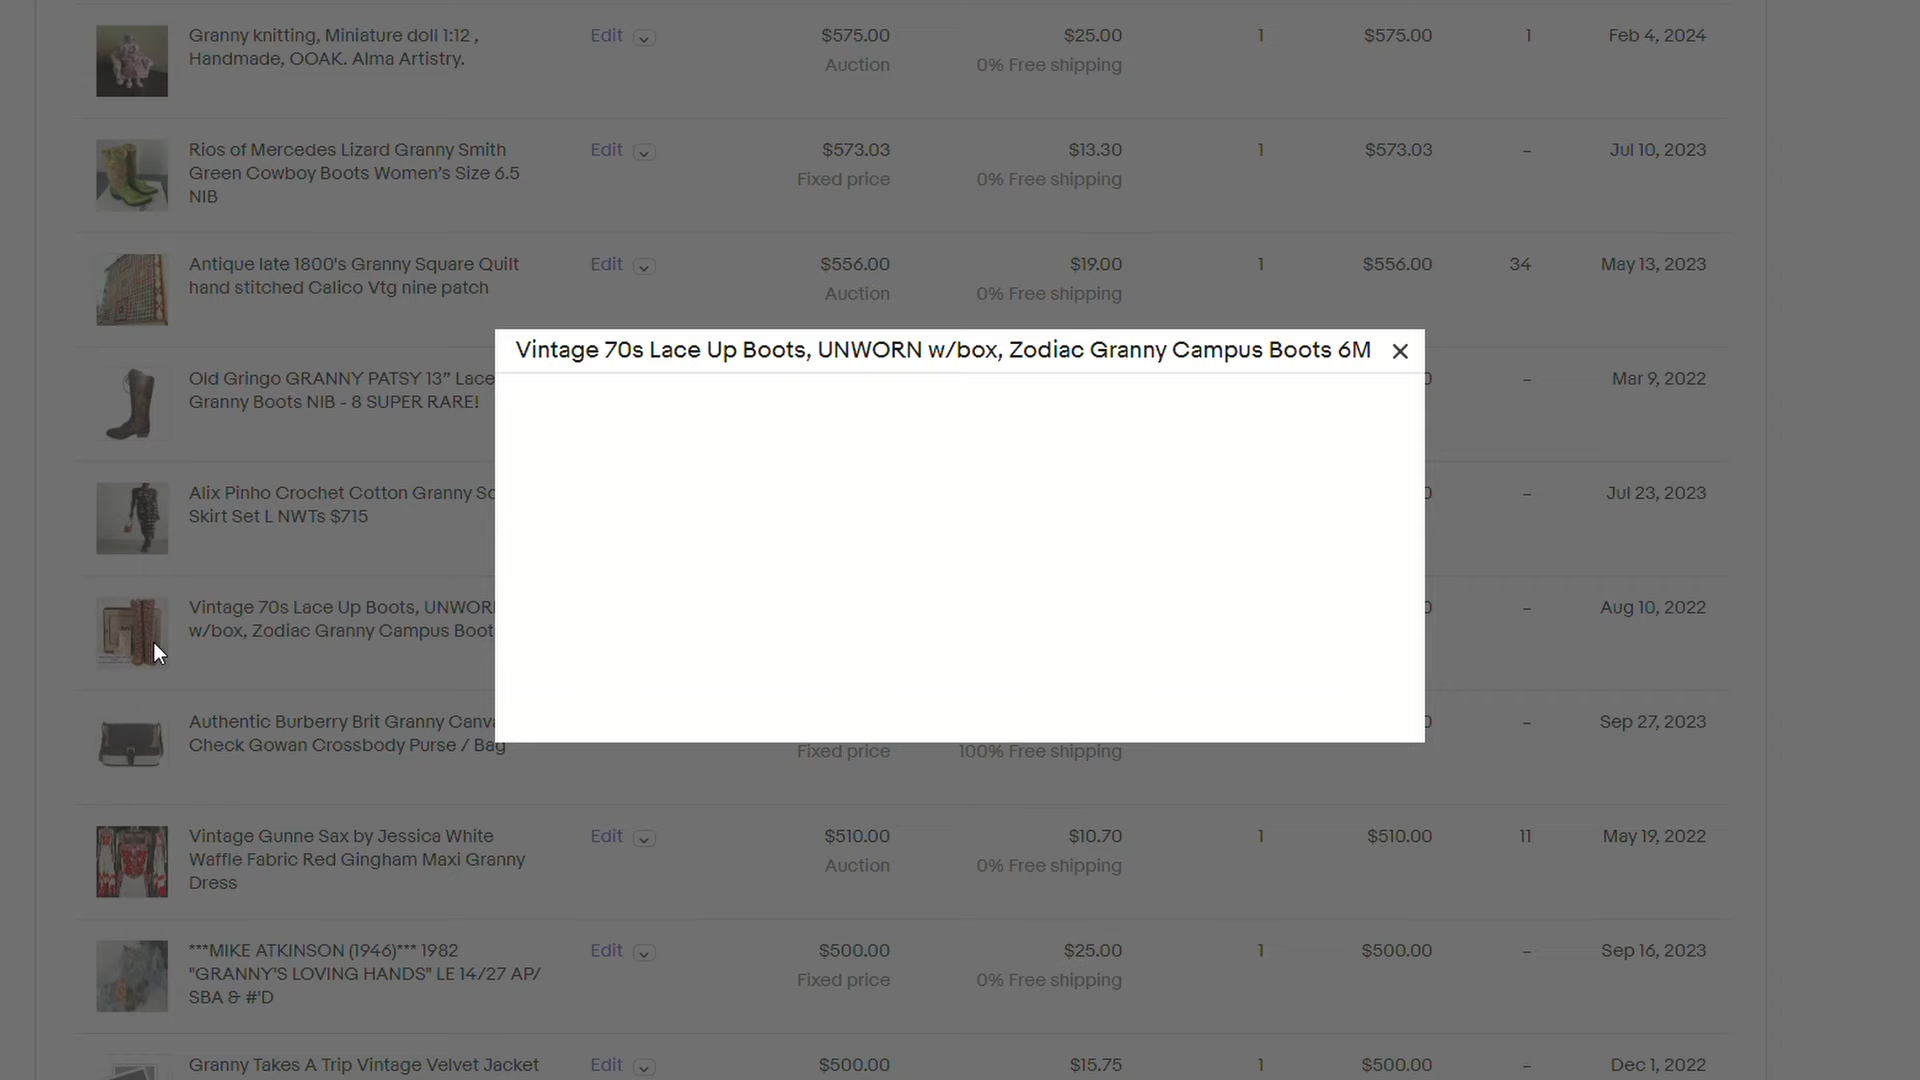 Granny knitting, Miniature doll 1:12 , Edit $575.00 $25.00 1 $575.00 1 Feb 4, 2024
Handmade, OOAK. Alma Artistry. Auction 0% Free shipping
Rios of Mercedes Lizard Granny Smith Edit $573.03 $13.30 1 $573.03 – Jul 10, 2023
Green Cowboy Boots Women's Size 6.5 Fixed price 0% Free shipping
NIB
Antique late 1800's Granny Square Quilt Edit $556.00 $19.00 1 $556.00 34 May 13, 2023
hand stitched Calico Vtg nine patch Auction 0% Free shipping
Vintage 70s Lace Up Boots, UNWORN w/box, Zodiac Granny Campus Boots 6M
Old Gringo GRANNY PATSY 13" Lace 0 – Mar 9, 2022
Granny Boots NIB - 8 SUPER RARE!
Alix Pinho Crochet Cotton Granny 0 – Jul 23, 2023
Skirt Set L NWTs $715
Vintage 70s Lace Up Boots, 0 – Aug 10, 2022
w/box, Zodiac Granny Campus Boot
Authentic Burberry Brit Granny 0 – Sep 27, 2023
Check Gowan Crossbody Purse / Bag Fixed price 100% Free shipping
Vintage Gunne Sax by Jessica White Edit $510.00 $10.70 1 $510.00 11 May 19, 2022
Waffle Fabric Red Gingham Maxi Granny Auction 0% Free shipping
Dress
***MIKE ATKINSON (1946)*** 1982 Edit $500.00 $25.00 1 $500.00 – Sep 16, 2023
"GRANNY'S LOVING HANDS" LE 14/27 AP/ Fixed price 0% Free shipping
SBA & #'D
Granny Takes A Trip Vintage Velvet Jacket Edit $500.00 $15.75 1 $500.00 – Dec 1, 2022